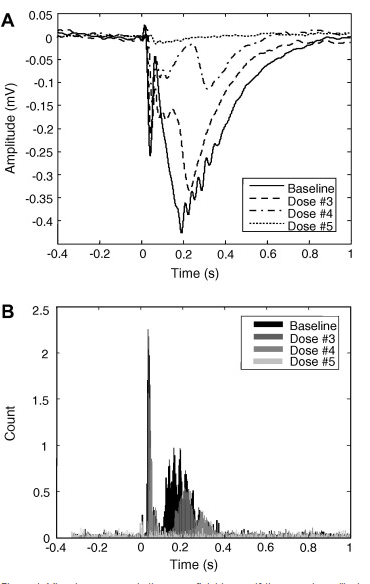 A
0.05
0
-0.05
-0.1
-0.15
-0.2
-0.25
-0.3
-0.35
-0.4
Amplitude (mV)
Baseline
Dose #3
Dose #4
Dose #5
-0.4 -0.2 0 0.2 0.4 0.6 0.8 1
Time (s)
B
2.5
2
1.5
1
0.5
0
Count
Baseline
Dose #3
Dose #4
Dose #5
-0.4 -0.2 0 0.2 0.4 0.6 0.8 1
Time (s)